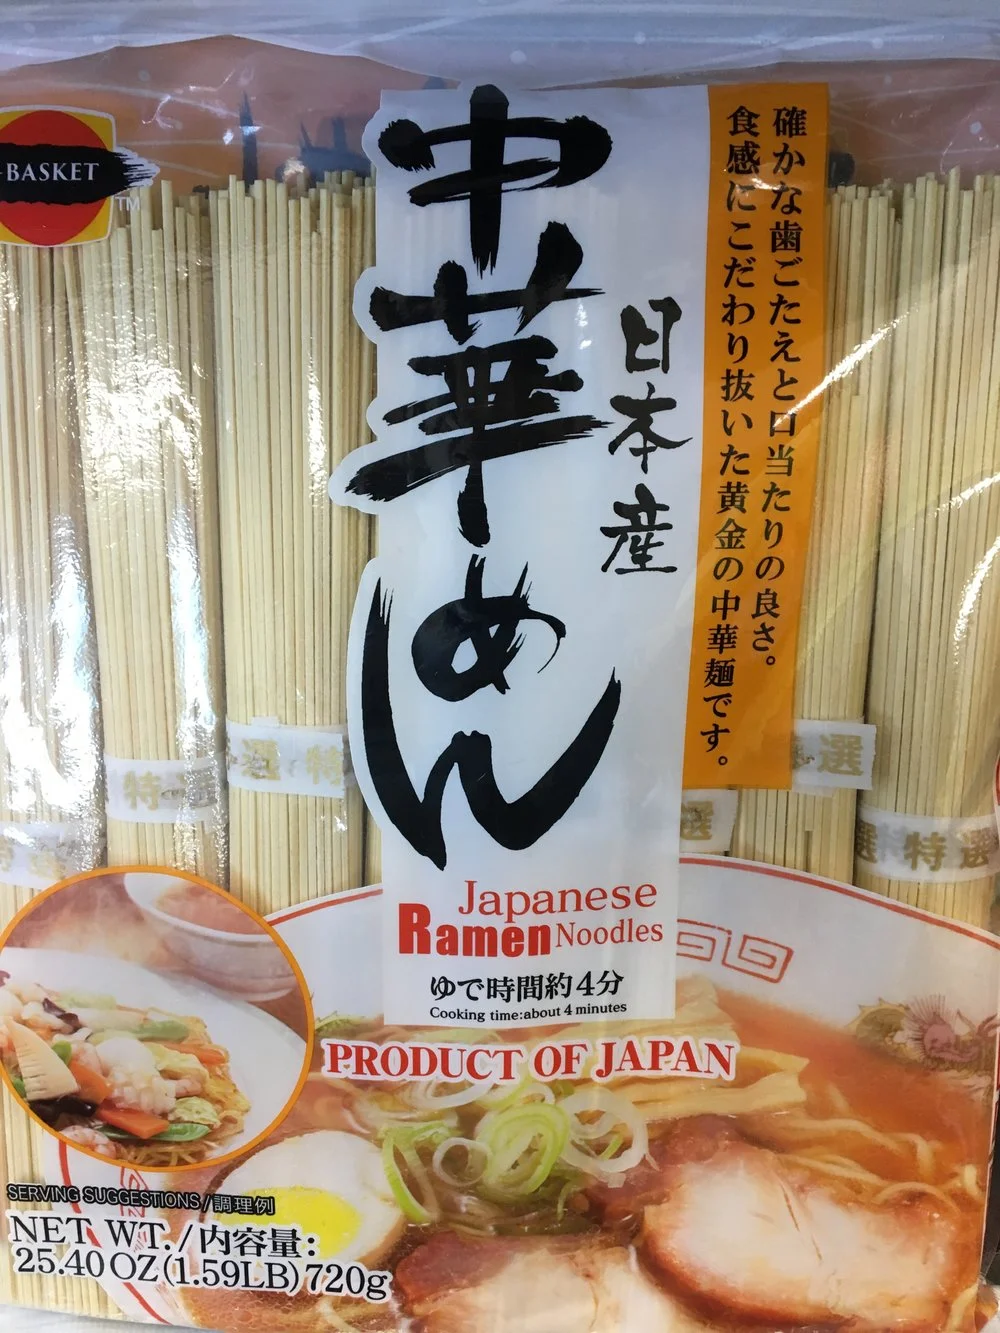 BASKET
TM
中華めん
日本産
確かな歯ごたえと口当たりの良さ。
食感にこだわり抜いた黄金の中華麺です。
選 特
特選
選
選
選 特選
Japanese
Ramen Noodles
ゆで時間約4分
Cooking time:about 4 minutes
PRODUCT OF JAPAN
SERVING SUGGESTIONS/調理例
NET WT./内容量:
25.40 OZ(1.59LB)720g